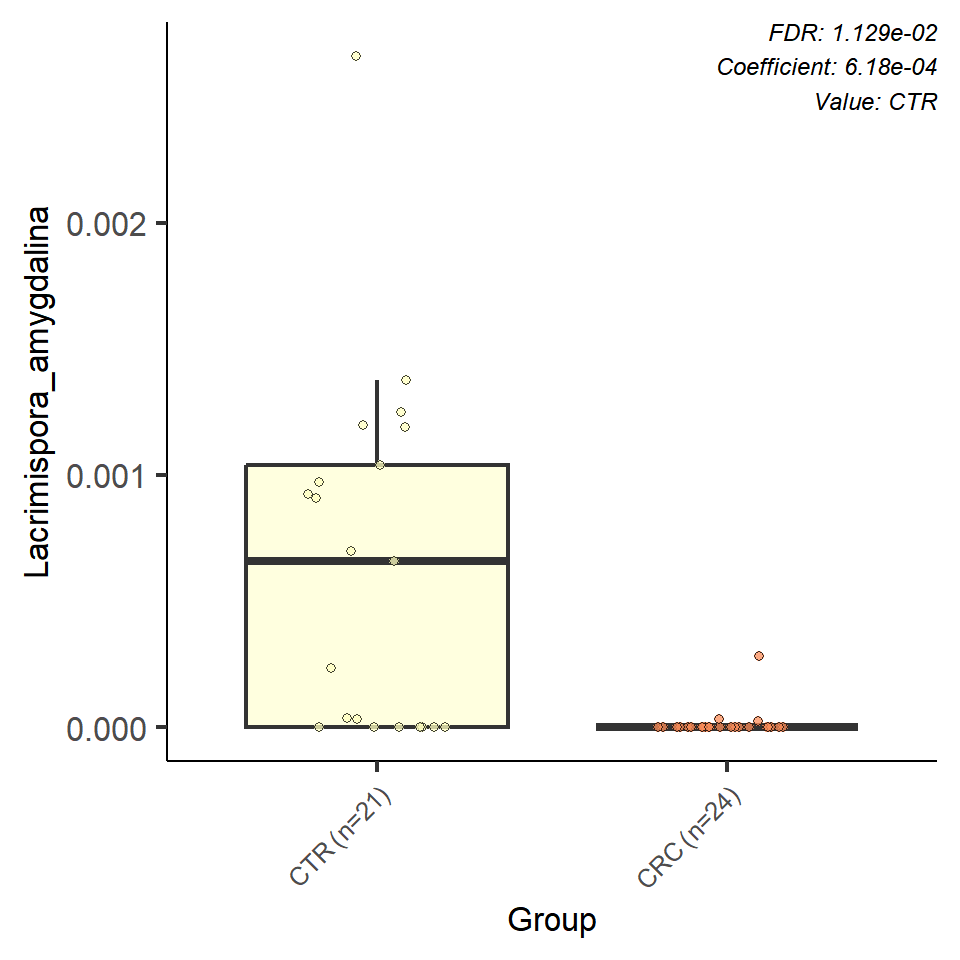 FDR: 1.129e-02
Coefficient: 6.18e-04
Value: CTR
Lacrimispora_amygdalina
0.002
0.001
0.000
CTR (n=21)
CRC (n=24)
Group